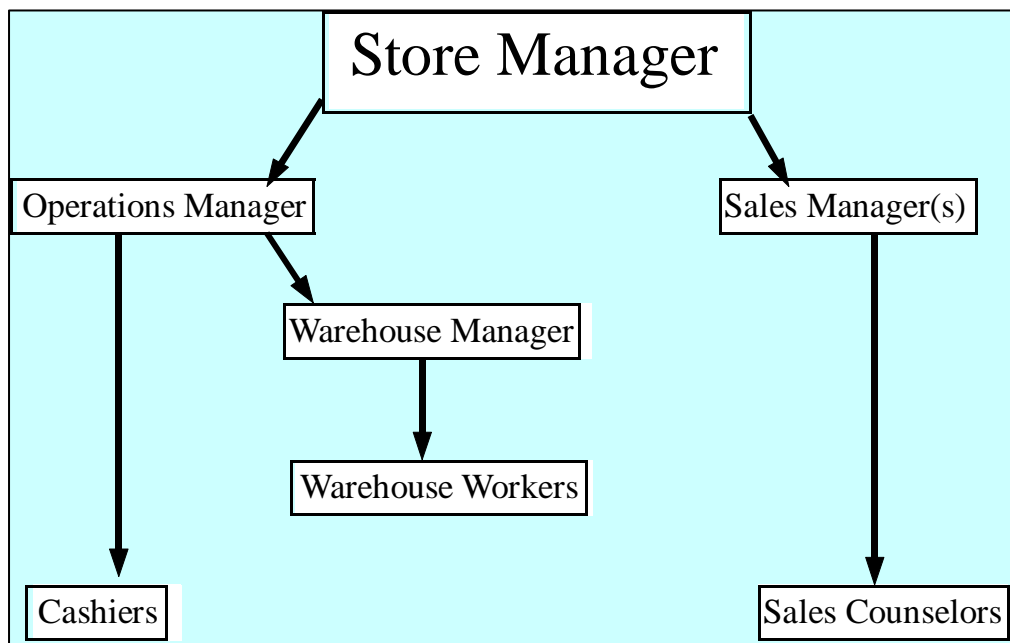 Store Manager
Operations Manager
Sales Manager(s)
Warehouse Manager
Warehouse Workers
Cashiers
Sales Counselors